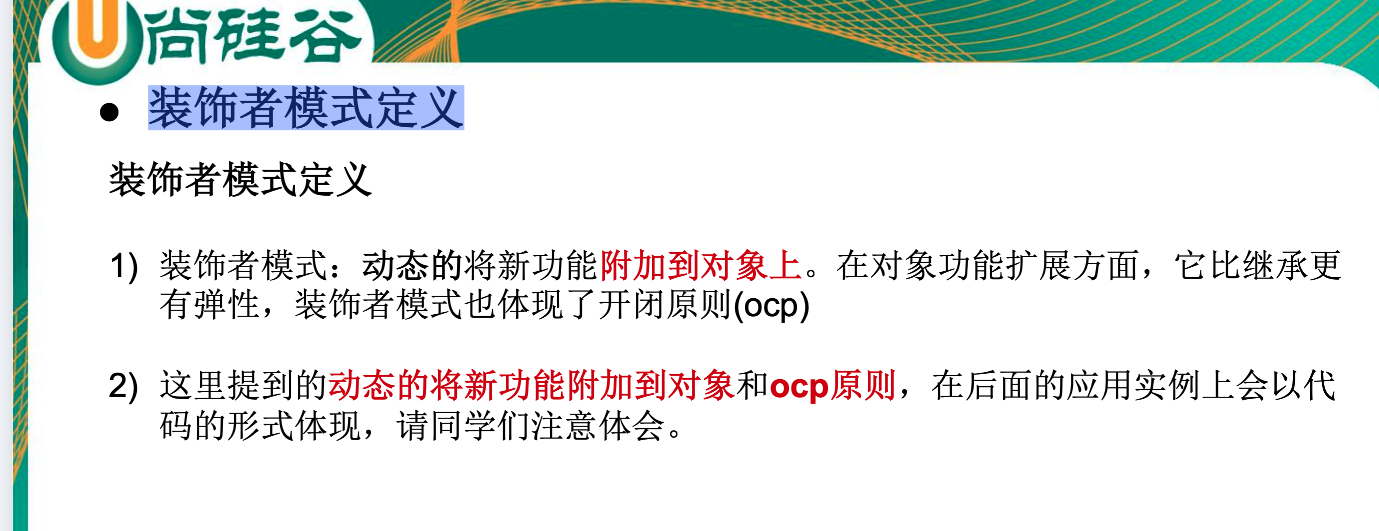 尚硅谷
● 装饰者模式定义
装饰者模式定义
1) 装饰者模式：动态的将新功能附加到对象上。在对象功能扩展方面，它比继承更
有弹性，装饰者模式也体现了开闭原则(ocp)
2) 这里提到的动态的将新功能附加到对象和ocp原则，在后面的应用实例上会以代
码的形式体现，请同学们注意体会。